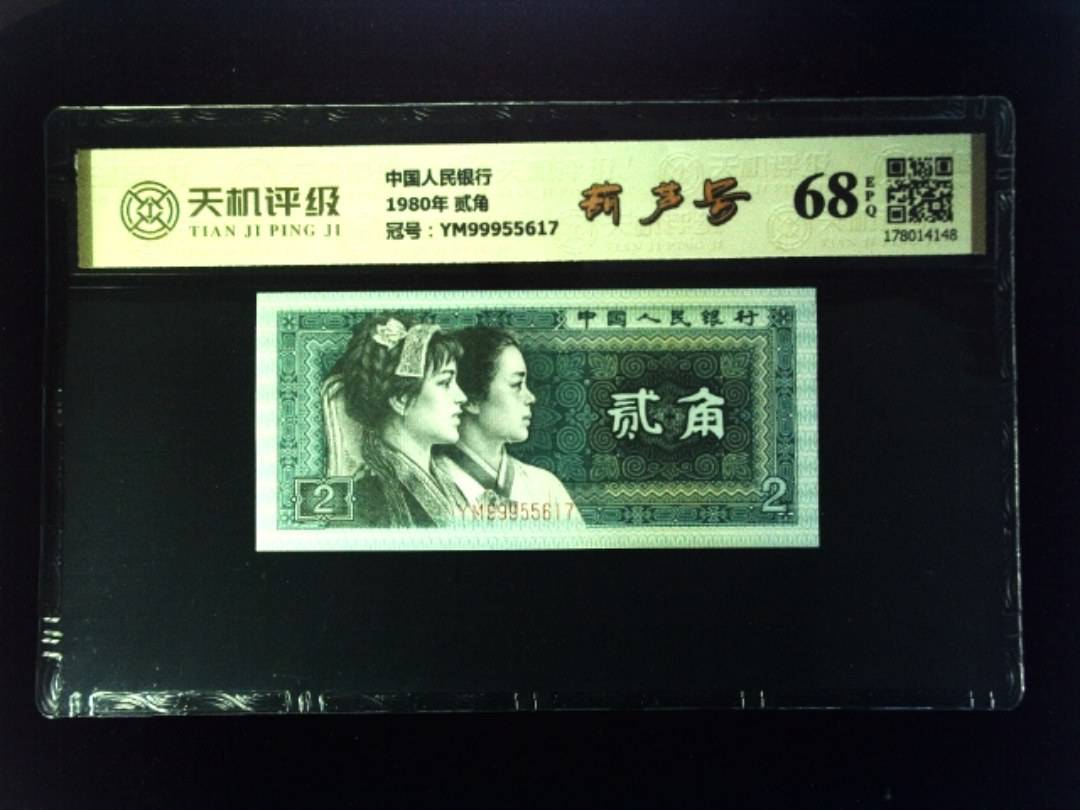 天机评级
TIAN JI PING JI
中国人民银行
1980年 贰角
冠号：YM99955617
葫芦号
68
EPQ
178014148
中国人民银行
贰角
2
YM99955617
2